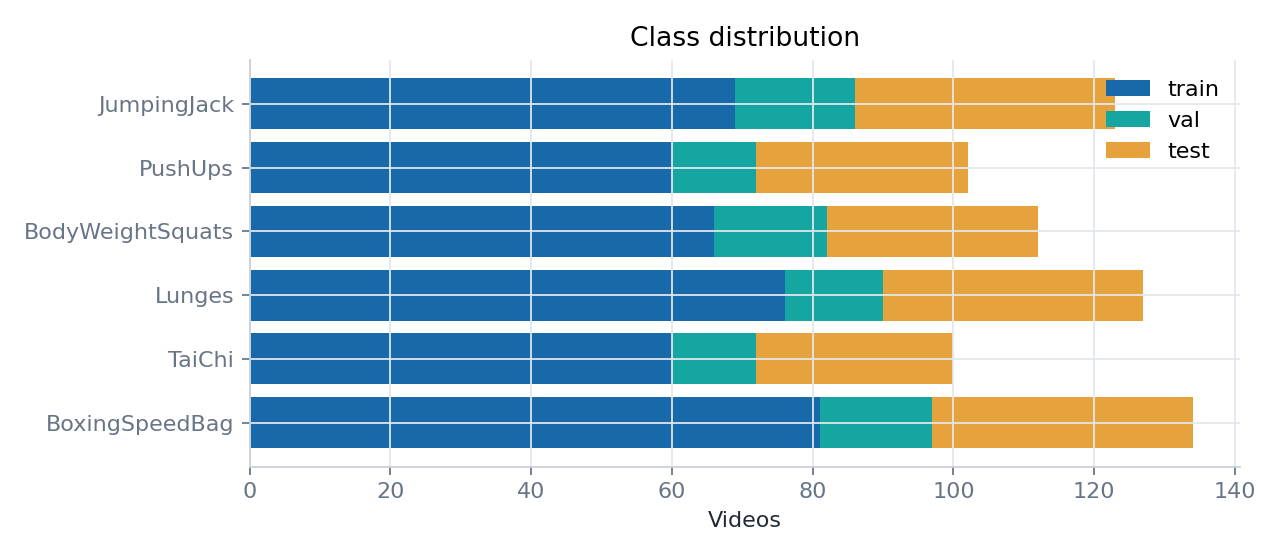 Class distribution
JumpingJack
PushUps
BodyWeightSquats
Lunges
TaiChi
BoxingSpeedBag
train
val
test
0 20 40 60 80 100 120 140
Videos